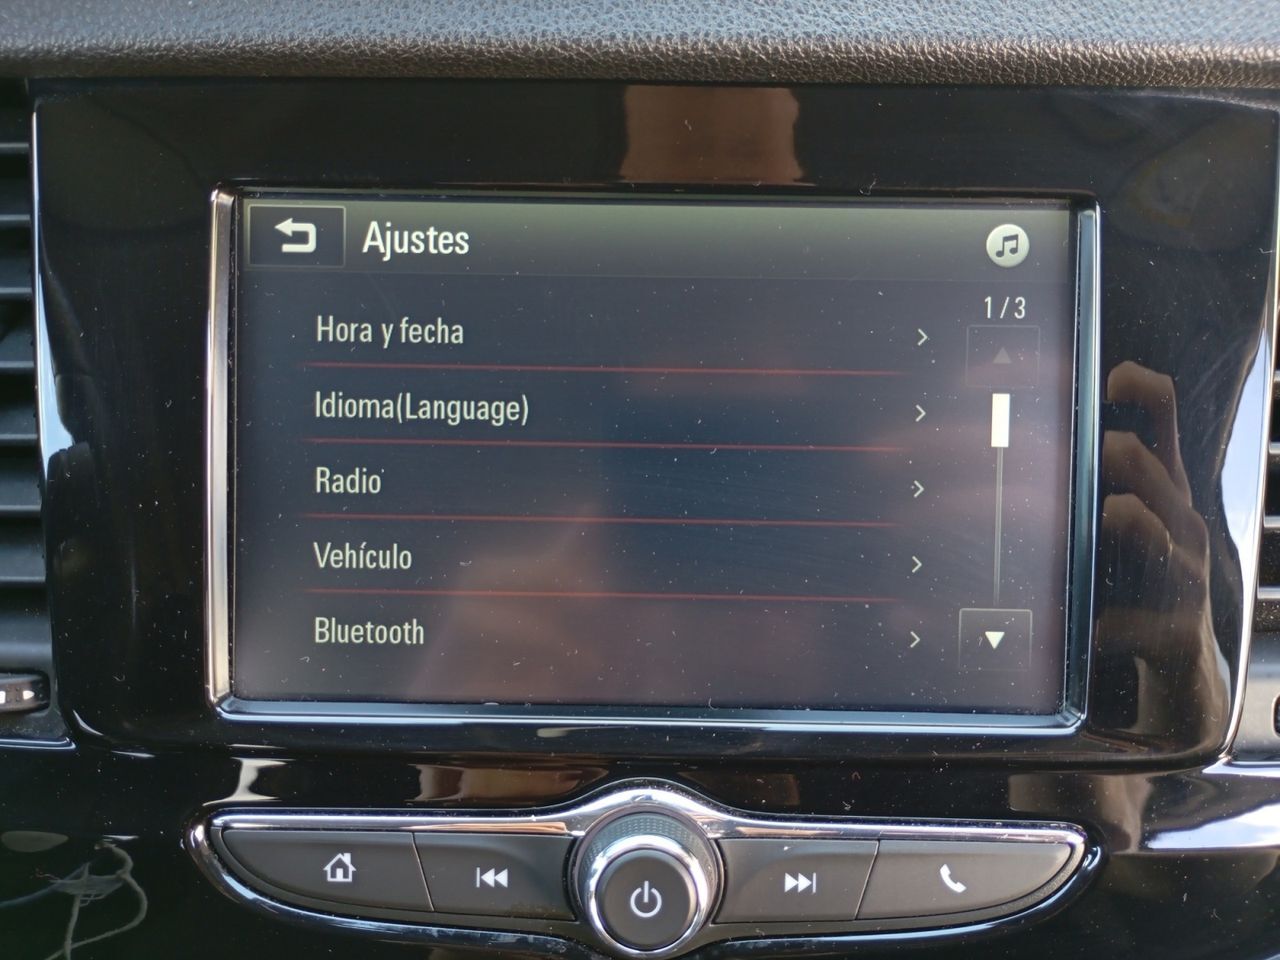 Ajustes
1/3
Hora y fecha
Idioma(Language)
Radio
Vehículo
Bluetooth